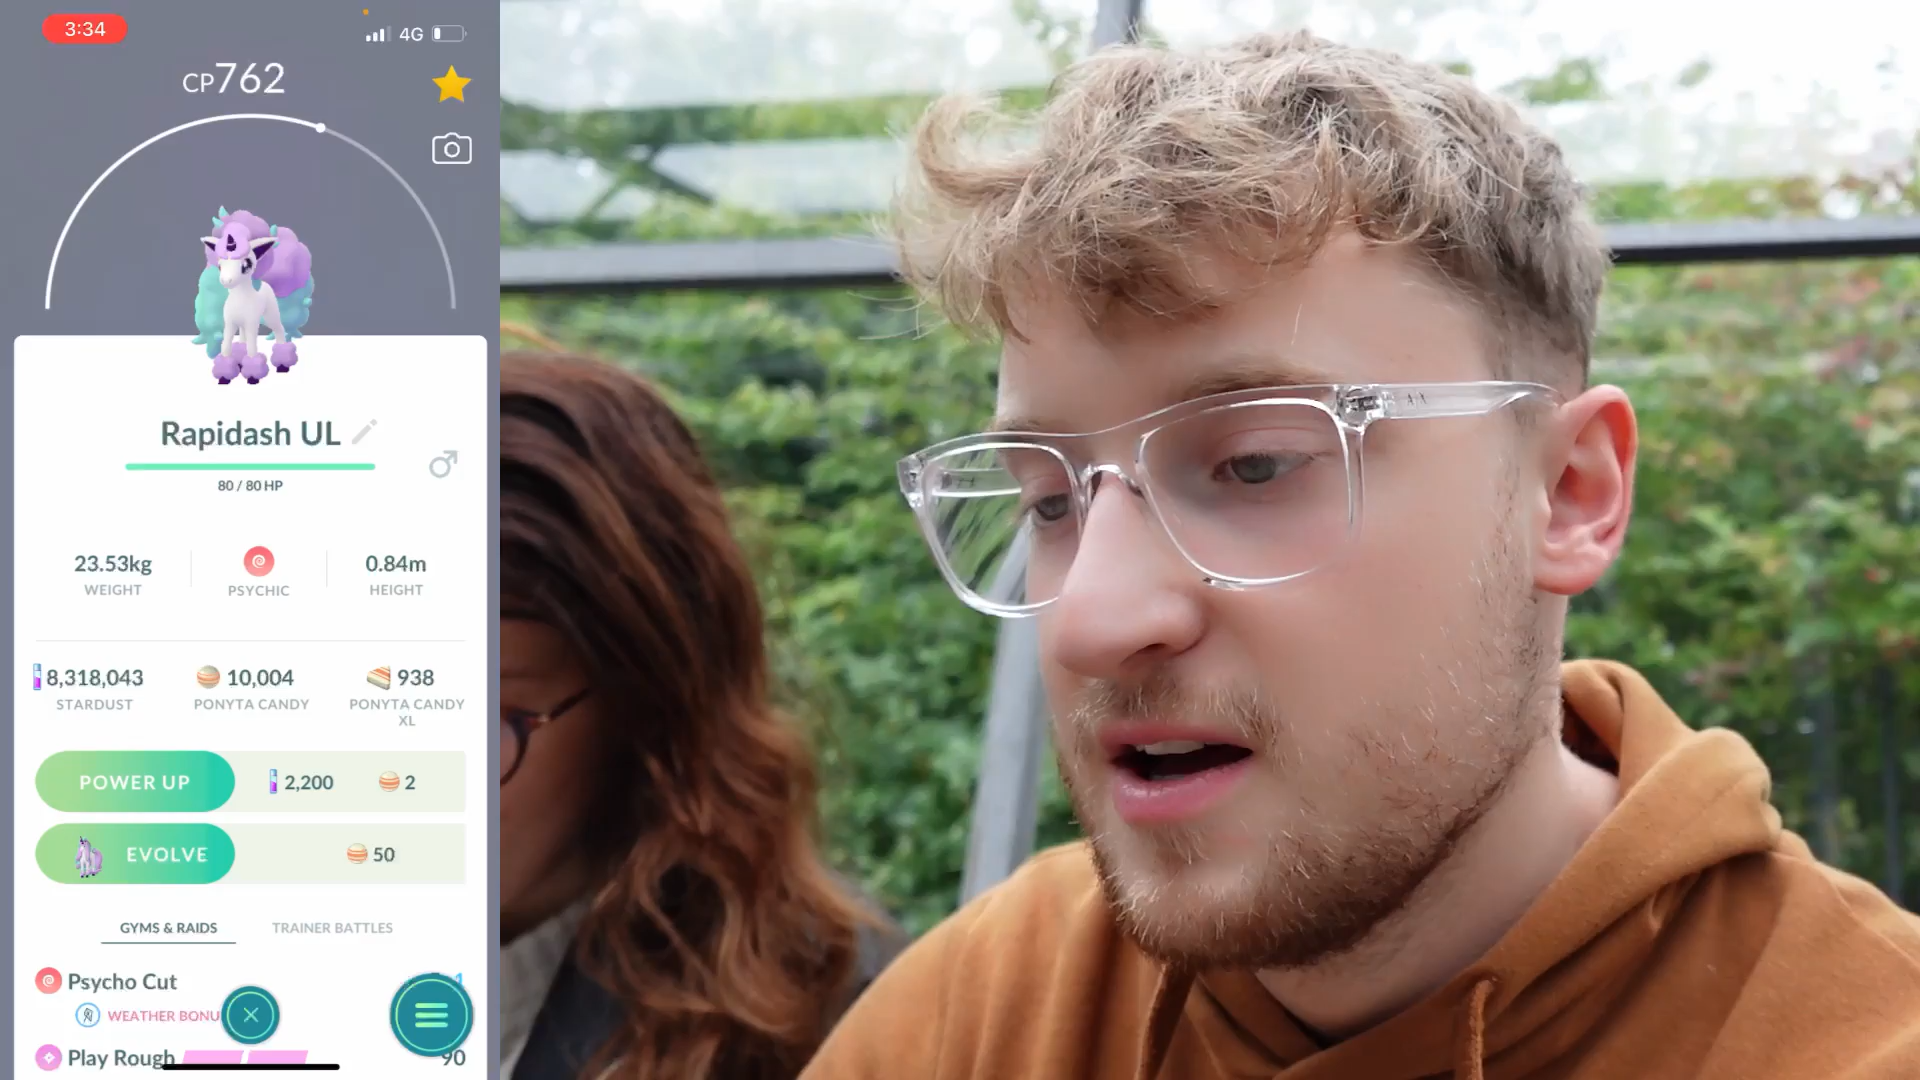 3:34
4G
CP762
Rapidash UL
80 / 80 HP
23.53kg
WEIGHT
PSYCHIC
0.84m
HEIGHT
8,318,043
STARDUST
10,004
PONYTA CANDY
938
PONYTA CANDY
XL
POWER UP
2,200
2
EVOLVE
50
GYMS & RAIDS
TRAINER BATTLES
Psycho Cut
WEATHER BONU
Play Rough
90